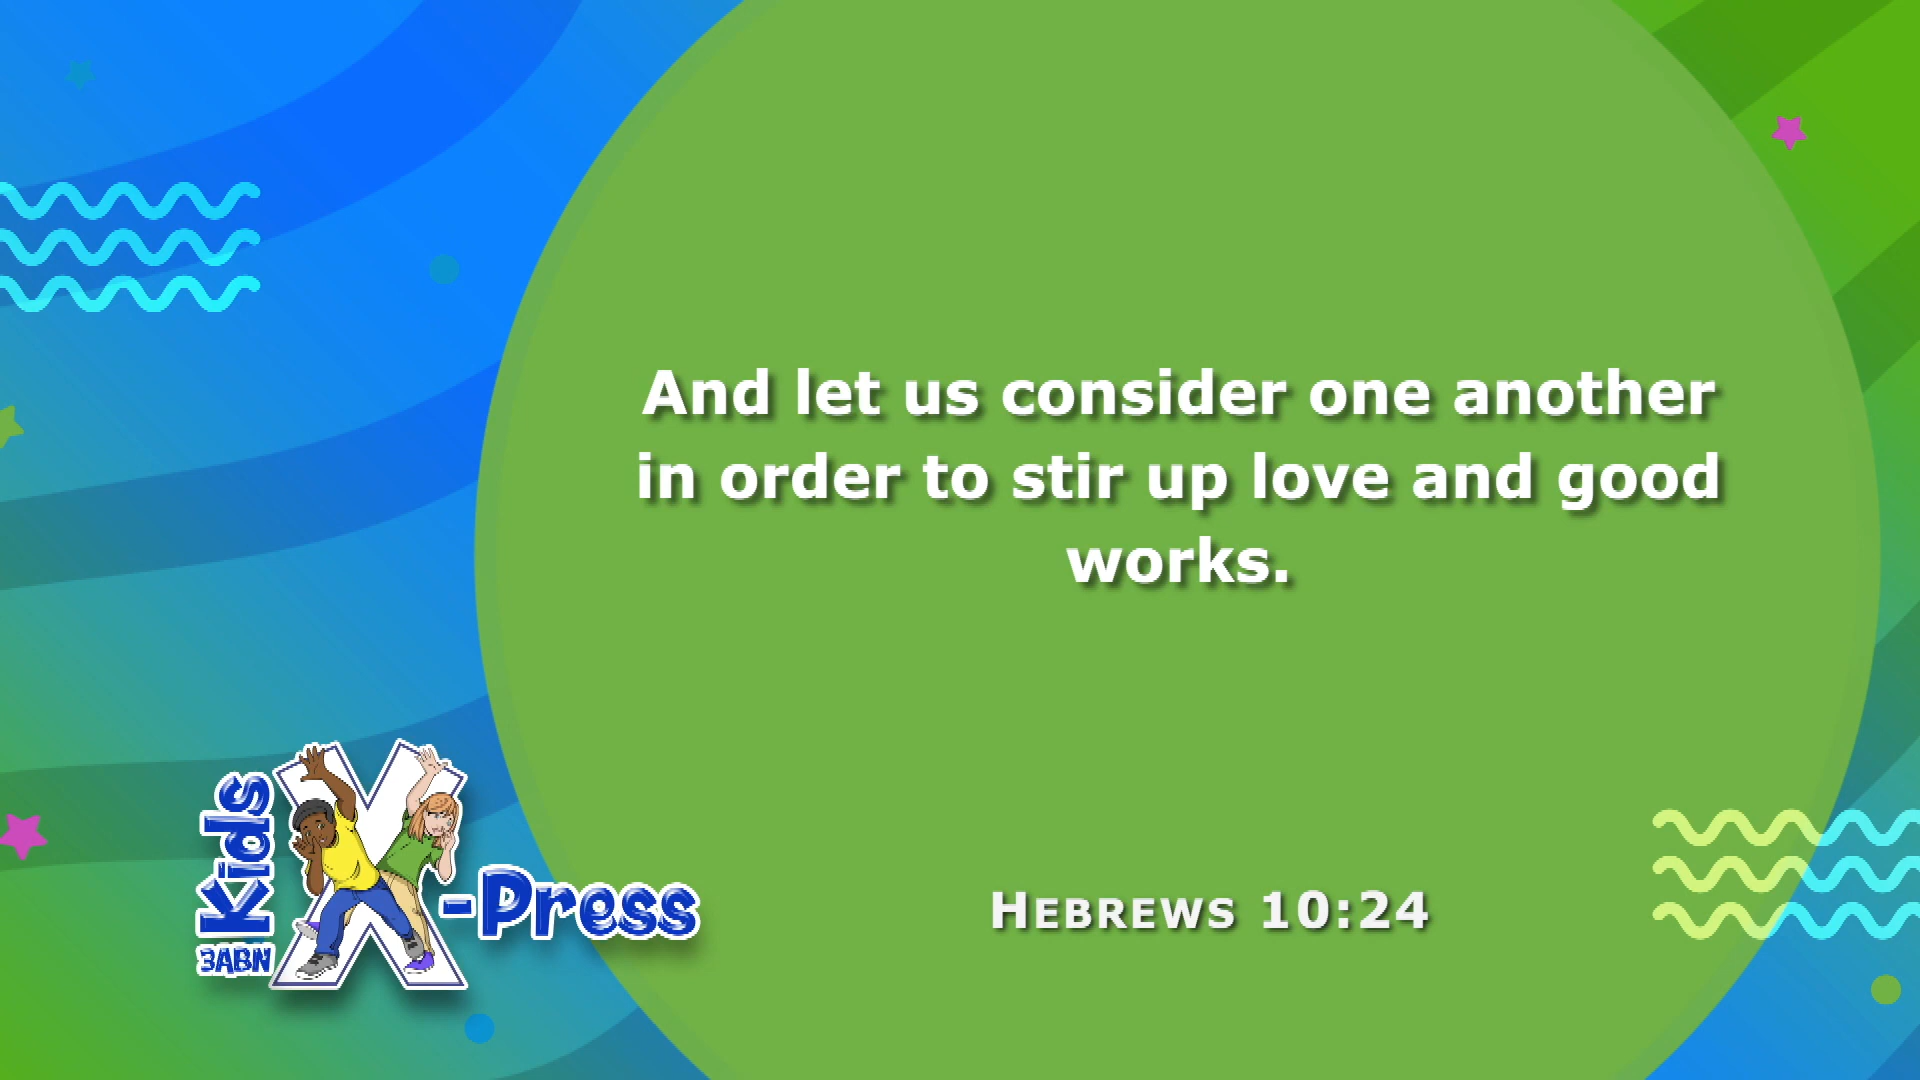 And let us consider one another
in order to stir up love and good
works.
Kids
X-Press
3ABN
HEBREWS 10:24